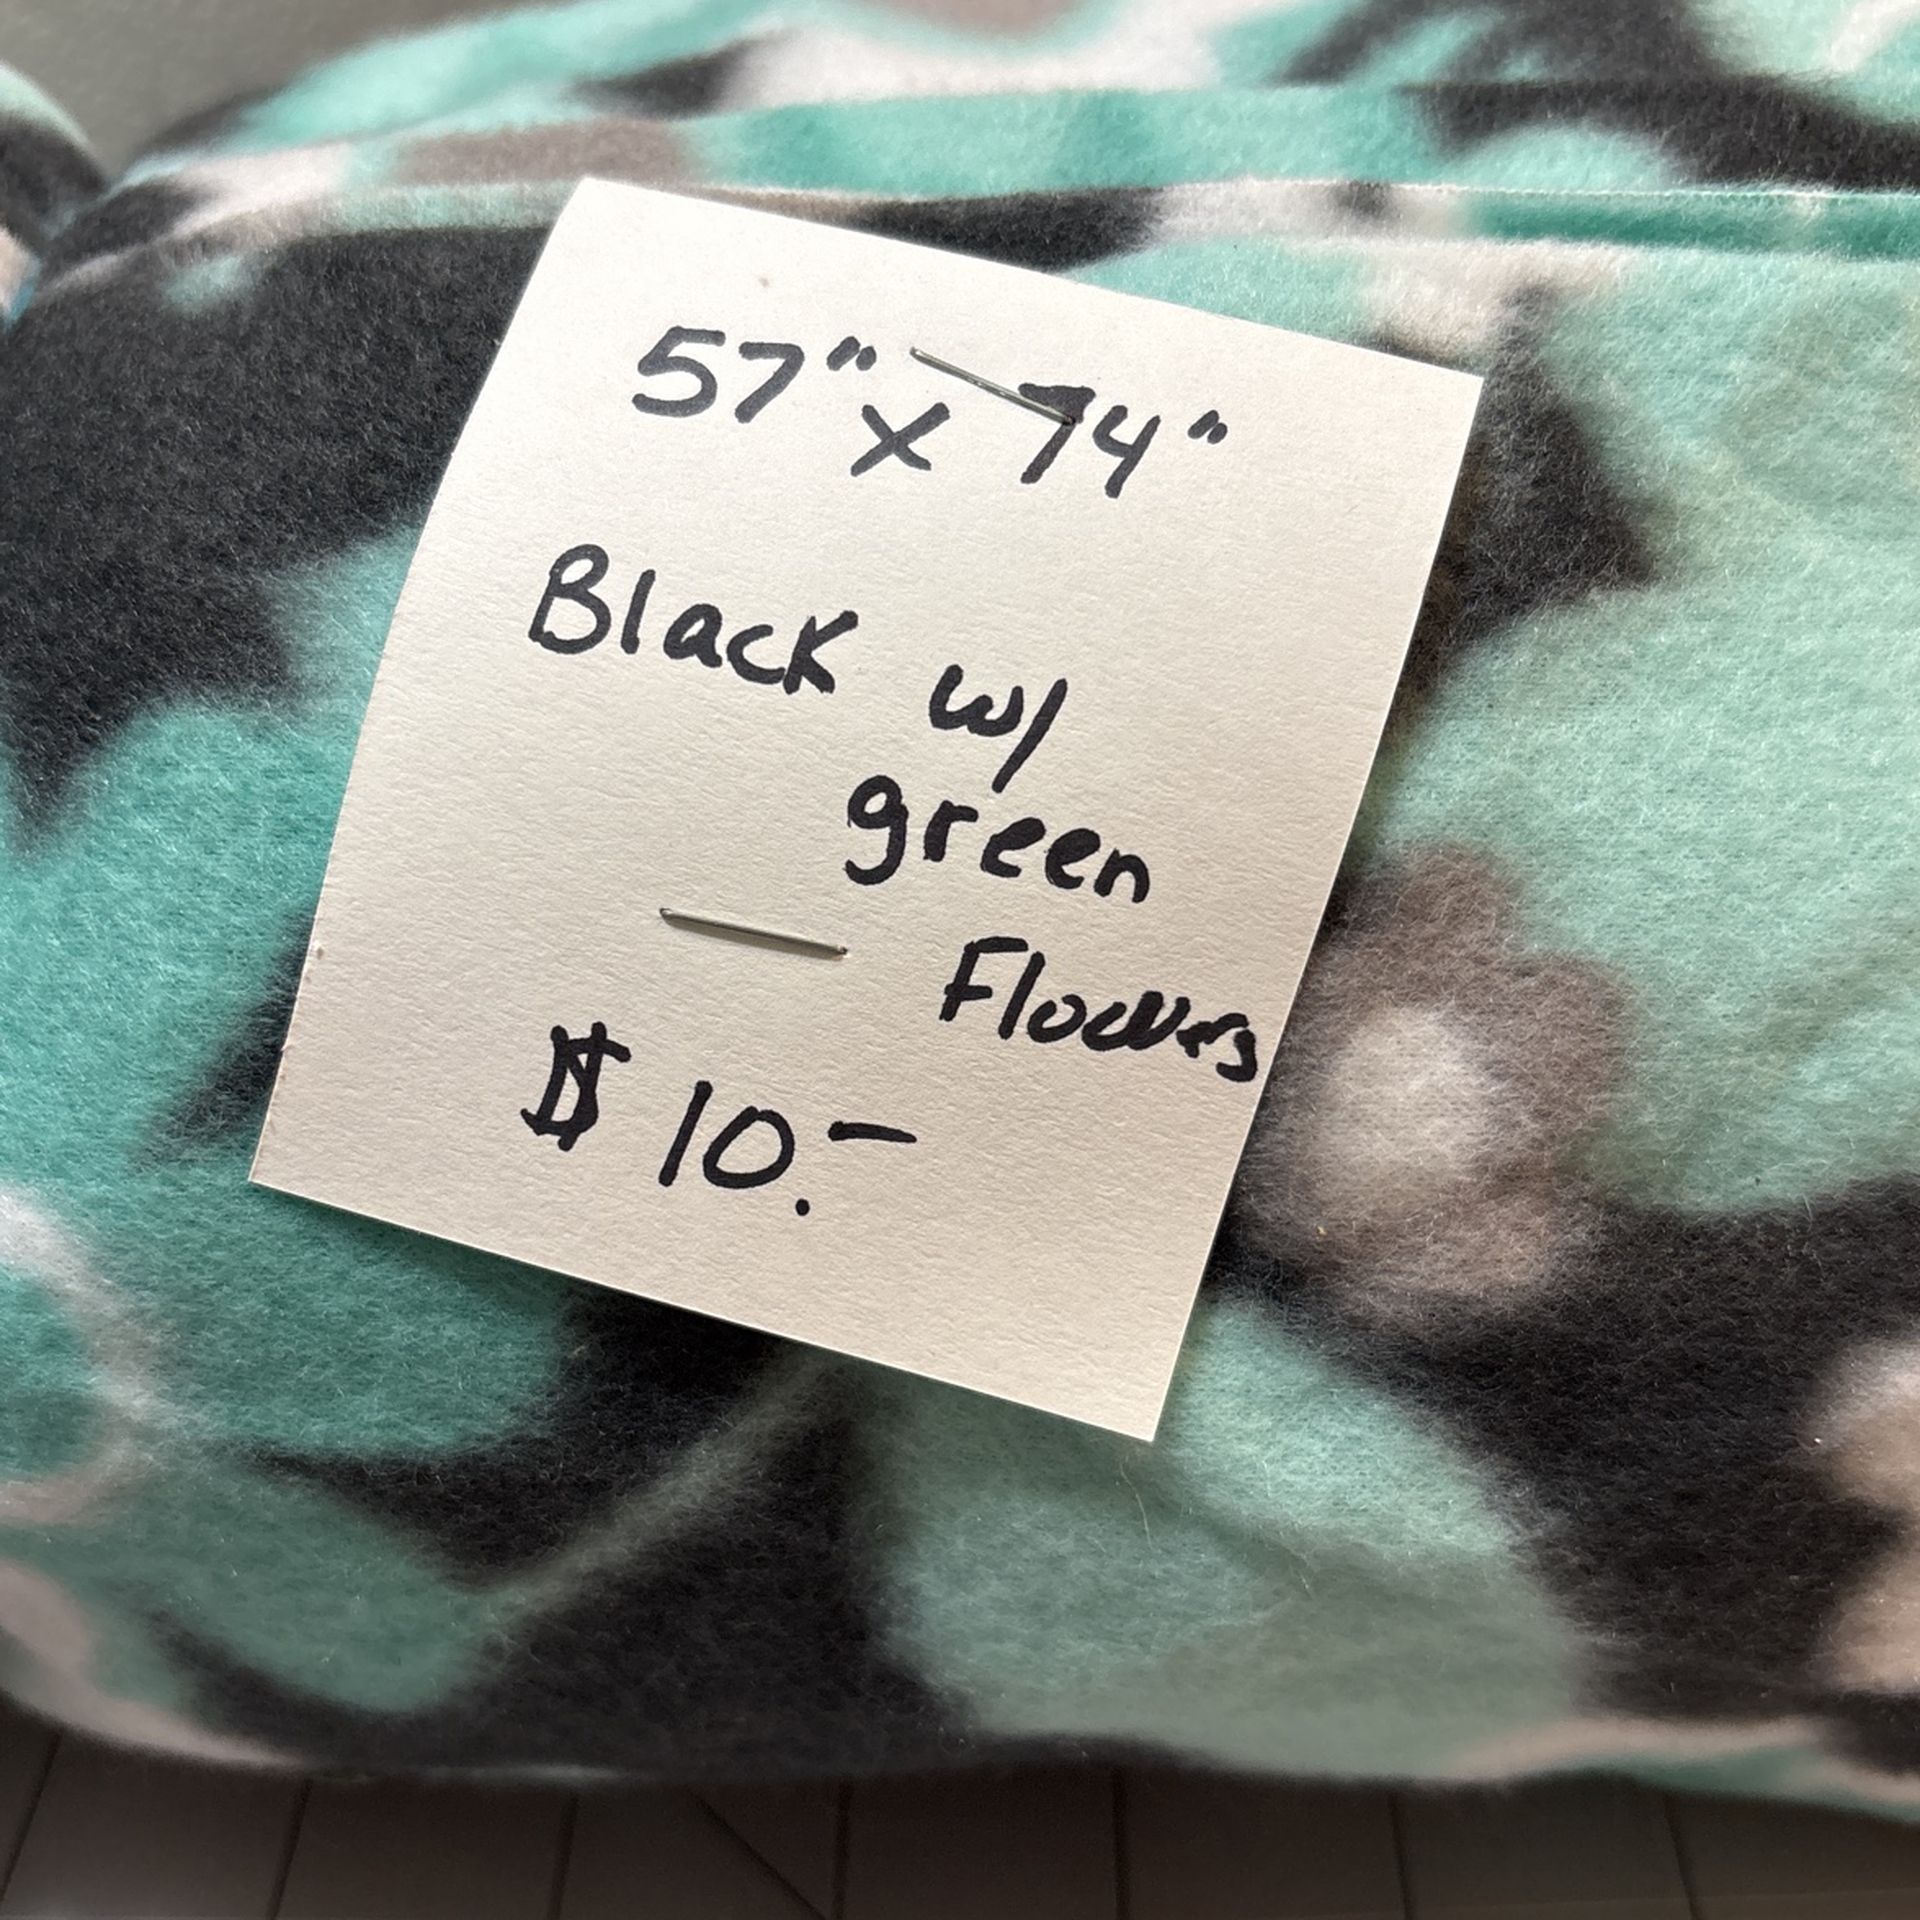 57" x 74"
Black w/
green
Flowers
$ 10.-